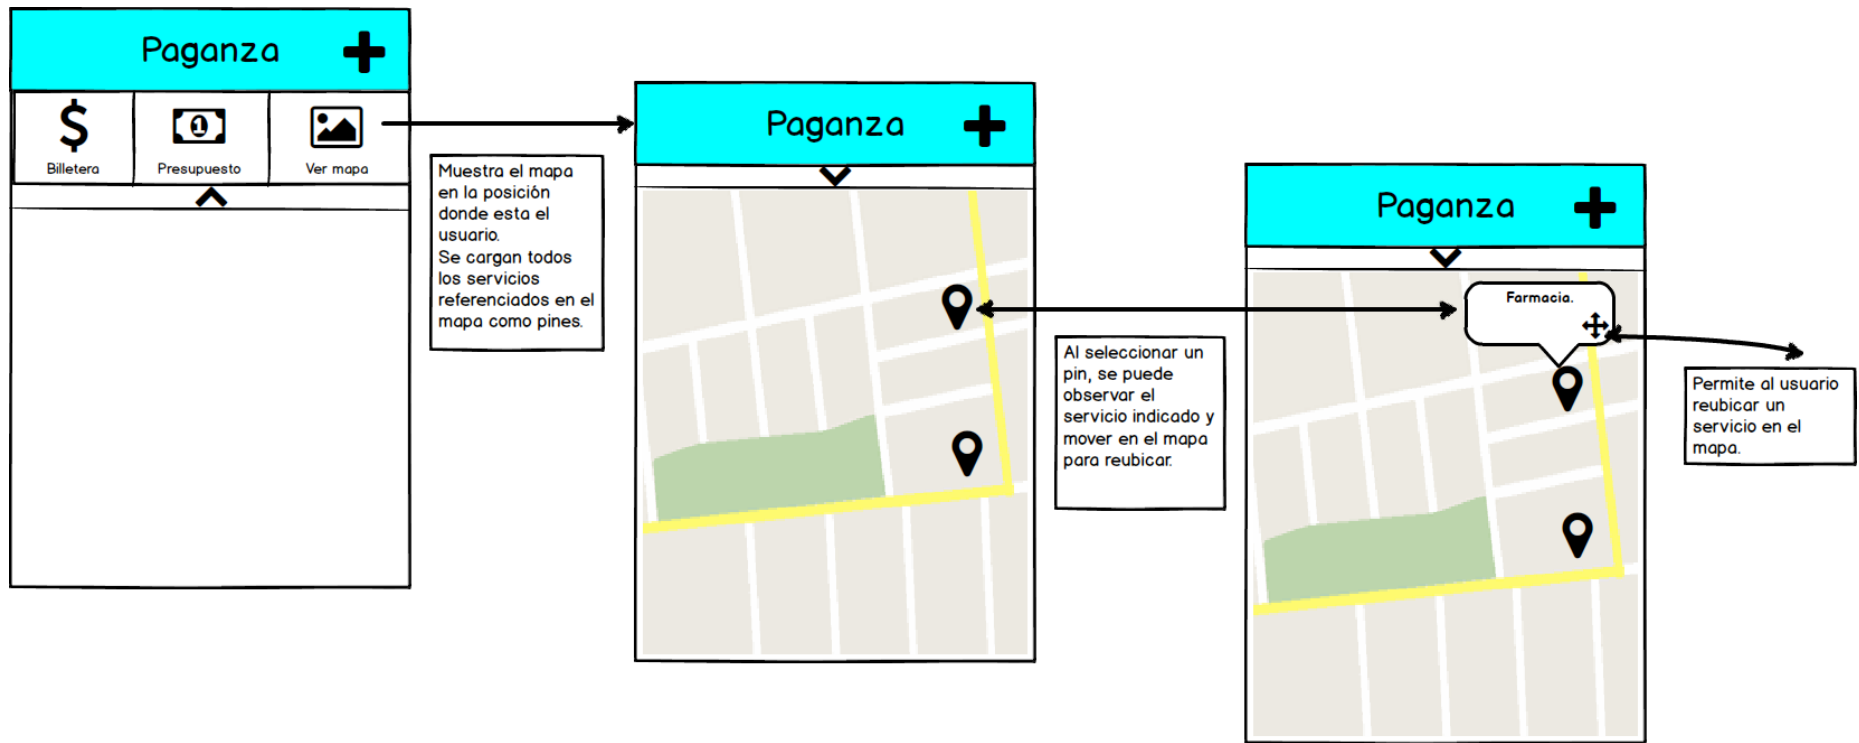 Paganza
Billetera
Presupuesto
Ver mapa
Muestra el mapa
en la posición
donde esta el
usuario.
Se cargan todos
los servicios
referenciados en el
mapa como pines.
Paganza
Al seleccionar un
pin, se puede
observar el
servicio indicado y
mover en el mapa
para reubicar.
Paganza
Farmacia.
Permite al usuario
reubicar un
servicio en el
mapa.